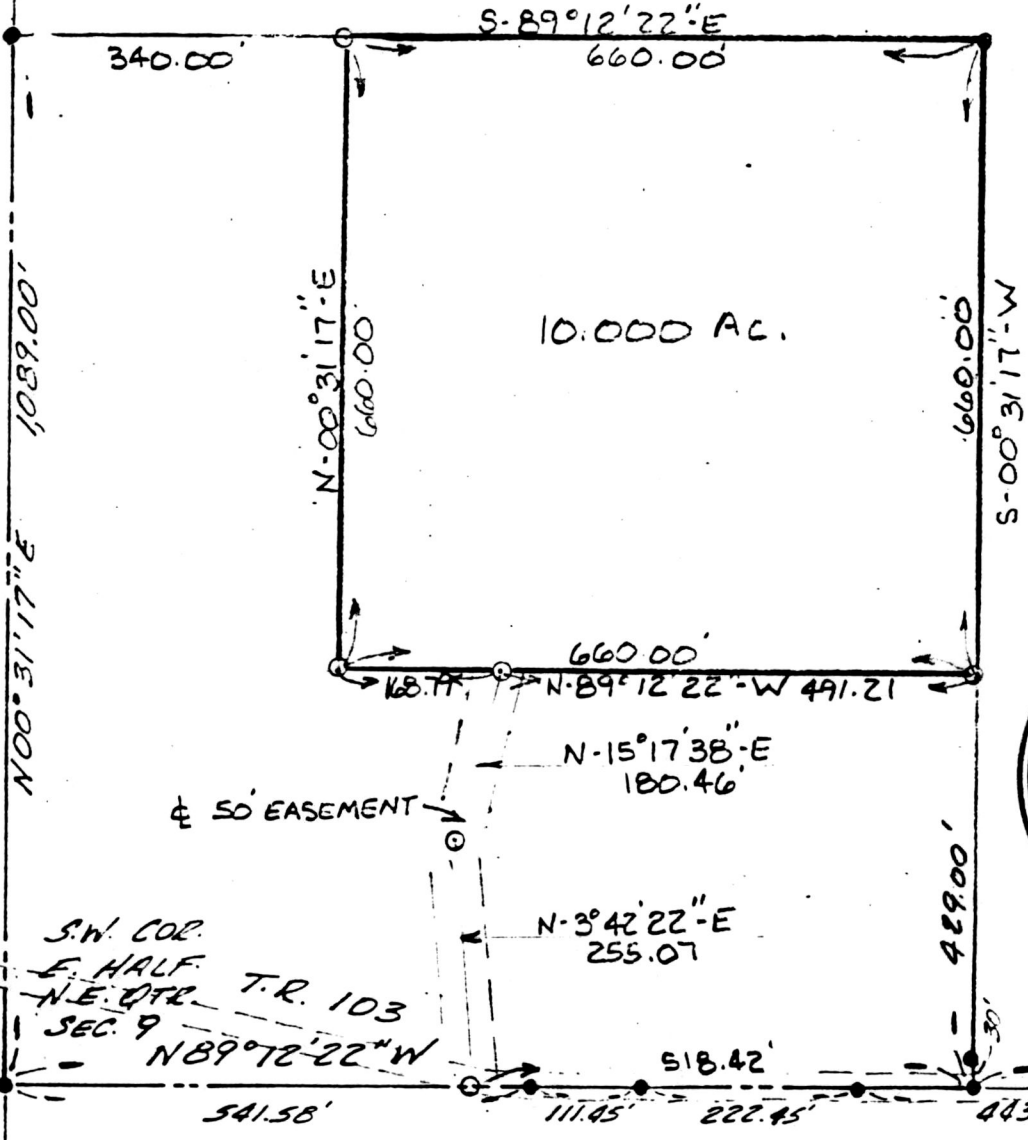 S-89°12'22"-E
340.00'
660.00'
1,089.00'
N-00°31'17"-E
660.00'
10.000 AC.
660.00'
S-00°31'17"-W
N00°31'17"E
660.00'
168.79
N-89°12'22"-W 491.21
N-15°17'38"-E
180.46'
℄ 50' EASEMENT
429.00'
N-3°42'22"-E
255.07
S.W. COR.
E. HALF.
N.E. QTR.
SEC. 9
T.R. 103
30'
N89°12'22"W
518.42'
541.58'
111.45'
222.45'
443